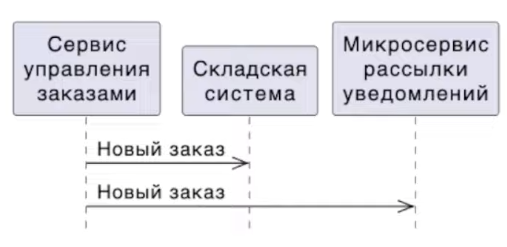 Сервис
управления
заказами
Складская
система
Микросервис
рассылки
уведомлений
Новый заказ
Новый заказ